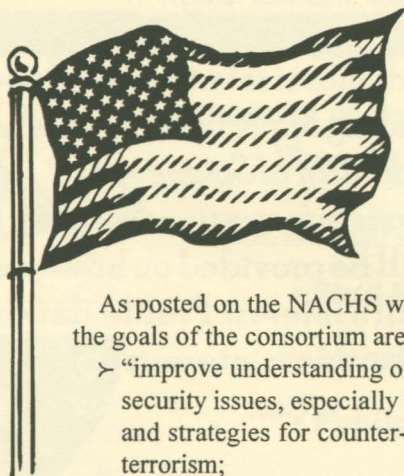 As posted on the NACHS w
the goals of the consortium are
≻ "improve understanding o
security issues, especially
and strategies for counter-
terrorism;